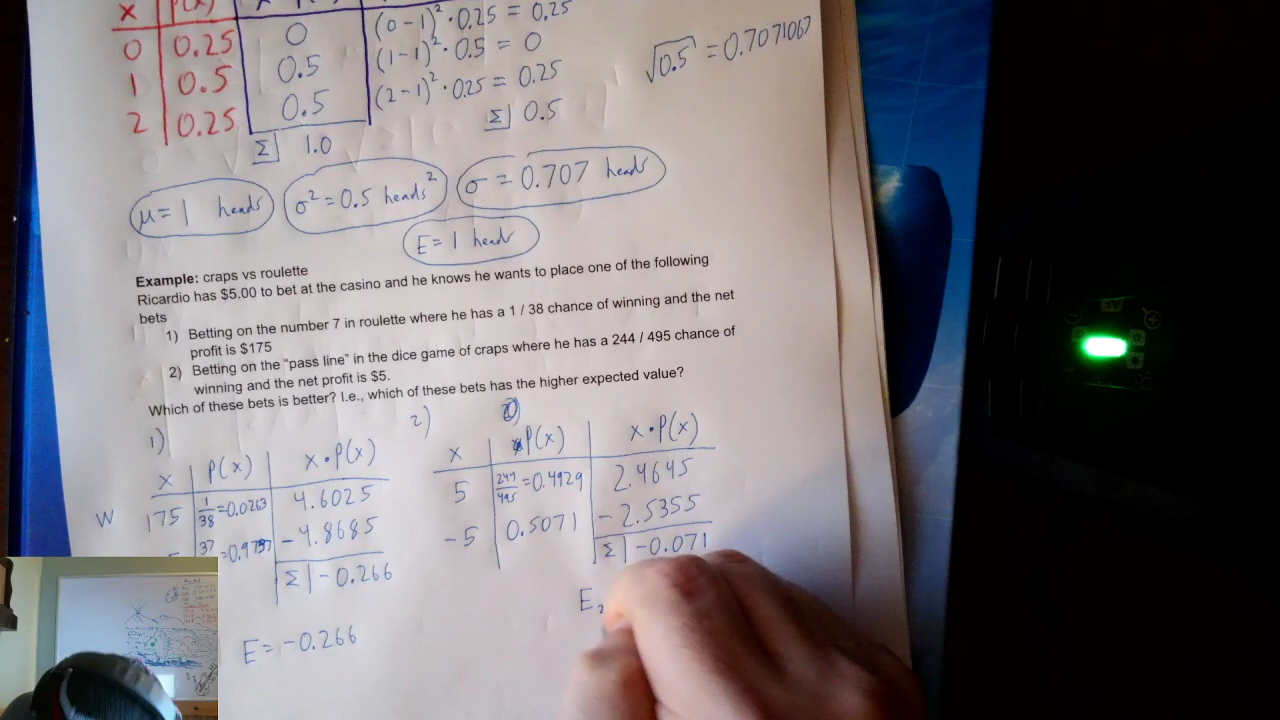 x P(x)
0 0.25 0 (0-1)²·0.25 = 0.25
1 0.5 0.5 (1-1)²·0.5 = 0
2 0.25 0.5 (2-1)²·0.25 = 0.25
Σ 1.0 Σ 0.5
√0.5 = 0.7071067
μ = 1 heads σ² = 0.5 heads² σ = 0.707 heads
E = 1 head
Example: craps vs roulette
Ricardio has $5.00 to bet at the casino and he knows he wants to place one of the following
bets
1) Betting on the number 7 in roulette where he has a 1 / 38 chance of winning and the net
profit is $175
2) Betting on the "pass line" in the dice game of craps where he has a 244 / 495 chance of
winning and the net profit is $5.
Which of these bets is better? I.e., which of these bets has the higher expected value?
1)
x P(x) x·P(x)
W 175 1/38 =0.0263 4.6025
37 =0.9737 -4.8685
Σ -0.266
E = -0.266
2)
x P(x) x·P(x)
5 244/495 =0.4929 2.4645
-5 0.5071 -2.5355
Σ -0.071
E₂
AF